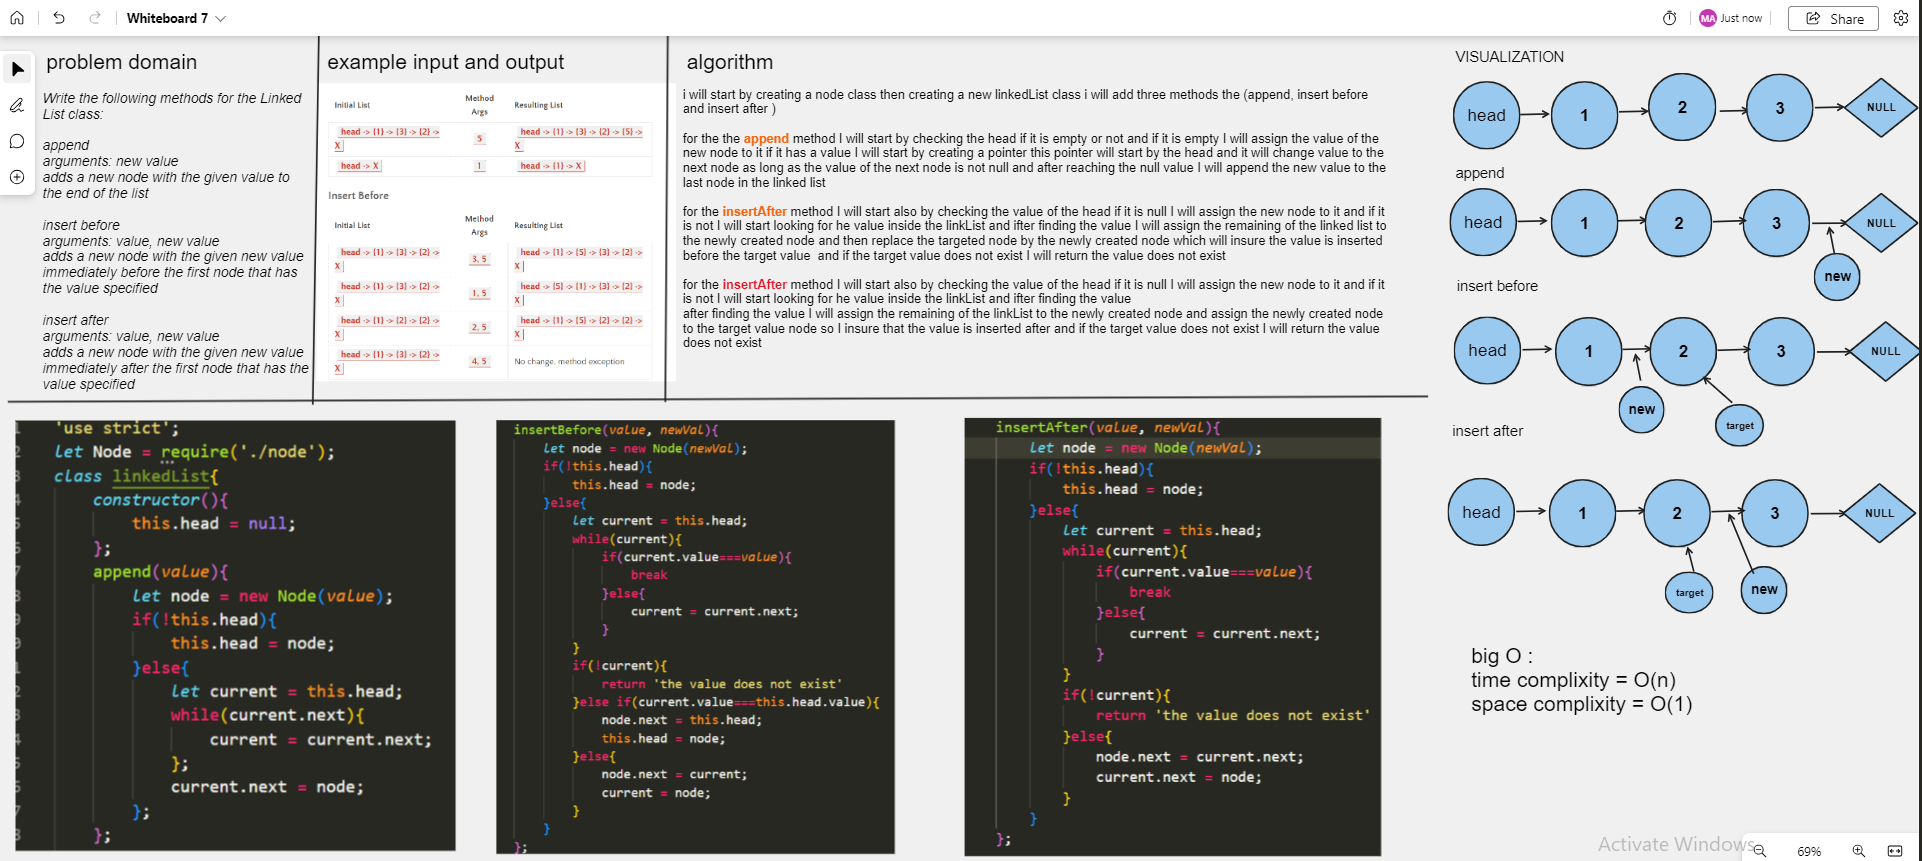 Whiteboard 7
MA Just now
Share
problem domain
Write the following methods for the Linked
List class:
append
arguments: new value
adds a new node with the given value to
the end of the list
insert before
arguments: value, new value
adds a new node with the given new value
immediately before the first node that has
the value specified
insert after
arguments: value, new value
adds a new node with the given new value
immediately after the first node that has the
value specified
example input and output
Initial List Method Args Resulting List
head -> {1} -> {3} -> {2} -> X 5 head -> {1} -> {3} -> {2} -> {5} -> X
head -> X 1 head -> {1} -> X
Insert Before
Initial List Method Args Resulting List
head -> {1} -> {3} -> {2} -> X 3, 5 head -> {1} -> {5} -> {3} -> {2} -> X
head -> {1} -> {3} -> {2} -> X 1, 5 head -> {5} -> {1} -> {3} -> {2} -> X
head -> {1} -> {2} -> {2} -> X 2, 5 head -> {1} -> {5} -> {2} -> {2} -> X
head -> {1} -> {3} -> {2} -> X 4, 5 No change, method exception
algorithm
i will start by creating a node class then creating a new linkedList class i will add three methods the (append, insert before
and insert after )
for the the append method I will start by checking the head if it is empty or not and if it is empty I will assign the value of the
new node to it if it has a value I will start by creating a pointer this pointer will start by the head and it will change value to the
next node as long as the value of the next node is not null and after reaching the null value I will append the new value to the
last node in the linked list
for the insertAfter method I will start also by checking the value of the head if it is null I will assign the new node to it and if it
is not I will start looking for he value inside the linkList and ifter finding the value I will assign the remaining of the linked list to
the newly created node and then replace the targeted node by the newly created node which will insure the value is inserted
before the target value and if the target value does not exist I will return the value does not exist
for the insertAfter method I will start also by checking the value of the head if it is null I will assign the new node to it and if it
is not I will start looking for he value inside the linkList and ifter finding the value
after finding the value I will assign the remaining of the linkList to the newly created node and assign the newly created node
to the target value node so I insure that the value is inserted after and if the target value does not exist I will return the value
does not exist
VISUALIZATION
head 1 2 3 NULL
append
head 1 2 3 NULL
new
insert before
head 1 2 3 NULL
new target
insert after
head 1 2 3 NULL
target new
big O :
time complixity = O(n)
space complixity = O(1)
'use strict';
let Node = require('./node');
class linkedList{
constructor(){
this.head = null;
};
append(value){
let node = new Node(value);
if(!this.head){
this.head = node;
}else{
let current = this.head;
while(current.next){
current = current.next;
};
current.next = node;
};
};
insertBefore(value, newVal){
let node = new Node(newVal);
if(!this.head){
this.head = node;
}else{
let current = this.head;
while(current){
if(current.value===value){
break
}else{
current = current.next;
}
}
if(!current){
return 'the value does not exist'
}else if(current.value===this.head.value){
node.next = this.head;
this.head = node;
}else{
node.next = current;
current = node;
}
}
};
insertAfter(value, newVal){
let node = new Node(newVal);
if(!this.head){
this.head = node;
}else{
let current = this.head;
while(current){
if(current.value===value){
break
}else{
current = current.next;
}
}
if(!current){
return 'the value does not exist'
}else{
node.next = current.next;
current.next = node;
}
}
};
Activate Windows
69%